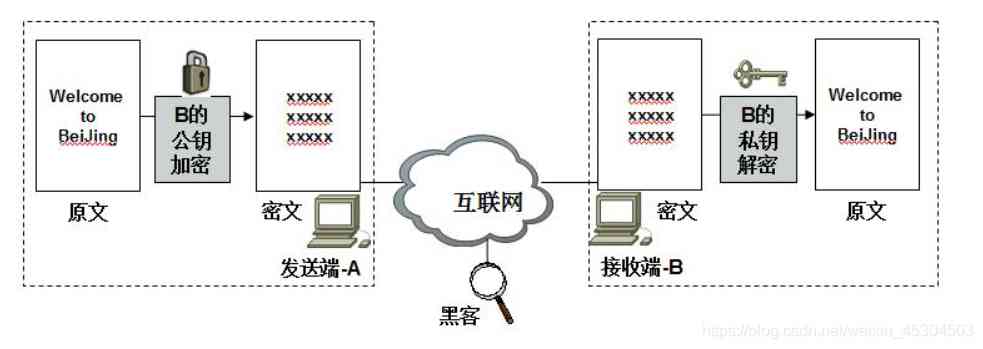 Welcome
to
BeiJing
原文
B的
公钥
加密
xxxxx
xxxxx
xxxxx
密文
发送端-A
互联网
黑客
xxxxx
xxxxx
xxxxx
密文
接收端-B
B的
私钥
解密
Welcome
to
BeiJing
原文
https://blog.csdn.net/weixin_45304503